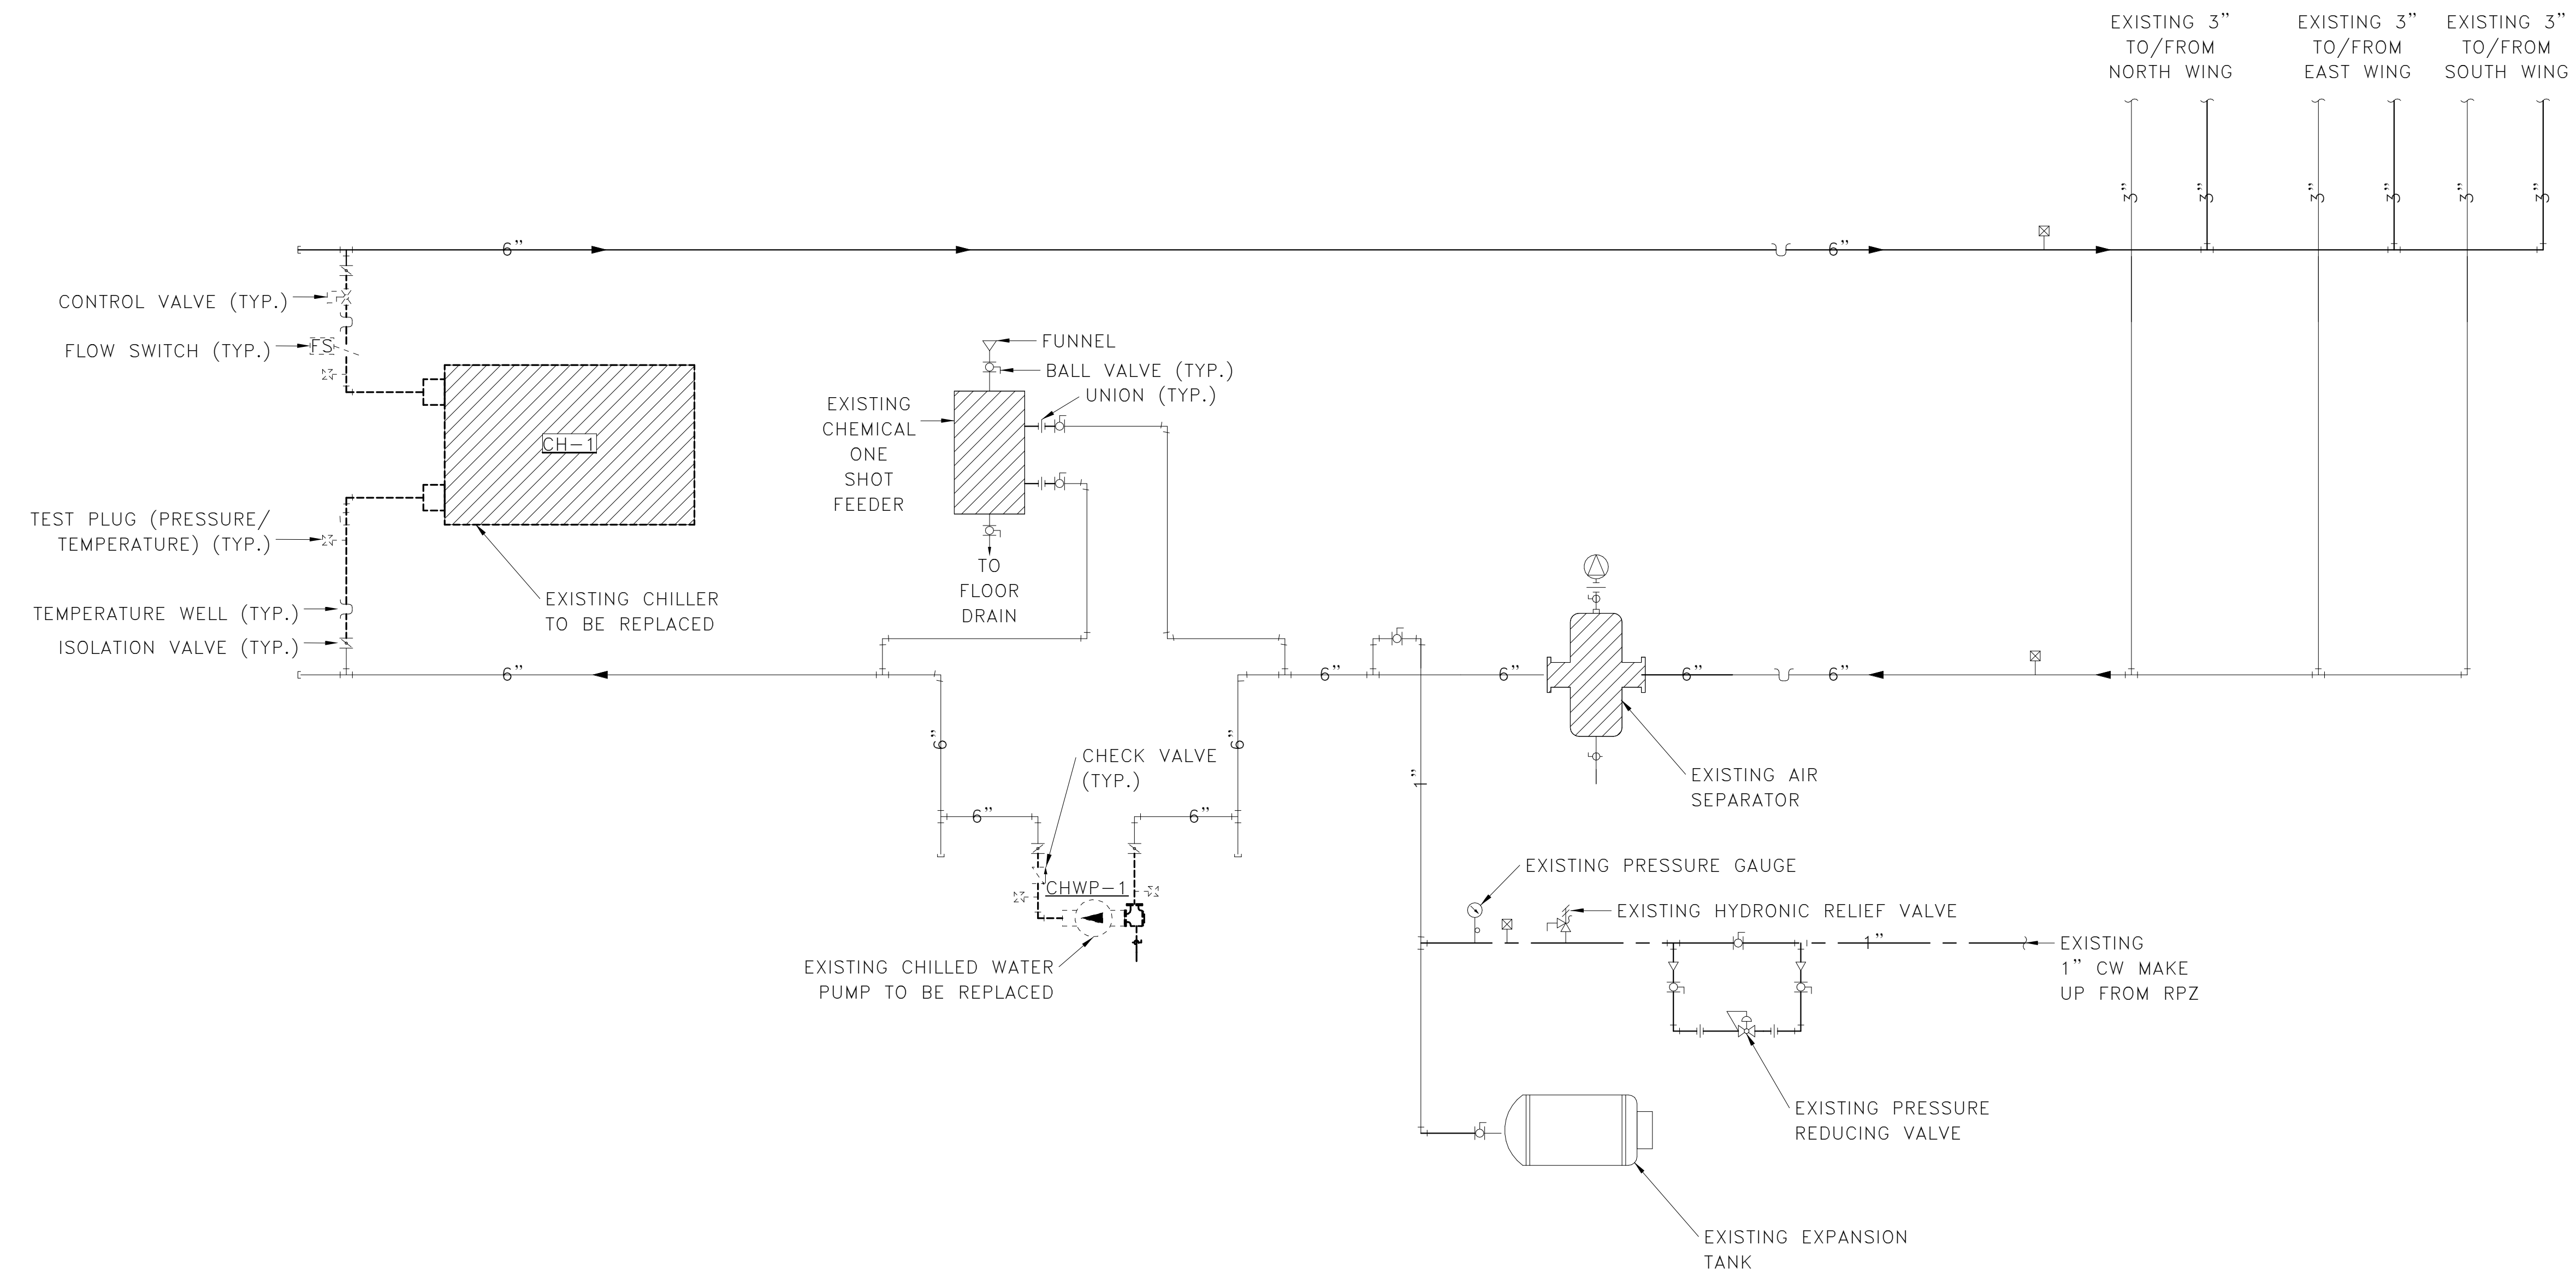 EXISTING 3"
TO/FROM
NORTH WING
EXISTING 3"
TO/FROM
EAST WING
EXISTING 3"
TO/FROM
SOUTH WING
3"
3"
3"
3"
3"
3"
6"
6"
CONTROL VALVE (TYP.)
FLOW SWITCH (TYP.)
FS
CH-1
TEST PLUG (PRESSURE/
TEMPERATURE) (TYP.)
TEMPERATURE WELL (TYP.)
ISOLATION VALVE (TYP.)
EXISTING CHILLER
TO BE REPLACED
FUNNEL
BALL VALVE (TYP.)
UNION (TYP.)
EXISTING
CHEMICAL
ONE
SHOT
FEEDER
TO
FLOOR
DRAIN
6"
6"
6"
6"
6"
6"
6"
CHECK VALVE
(TYP.)
6"
6"
1"
EXISTING AIR
SEPARATOR
CHWP-1
EXISTING CHILLED WATER
PUMP TO BE REPLACED
EXISTING PRESSURE GAUGE
EXISTING HYDRONIC RELIEF VALVE
1"
EXISTING
1" CW MAKE
UP FROM RPZ
EXISTING PRESSURE
REDUCING VALVE
EXISTING EXPANSION
TANK